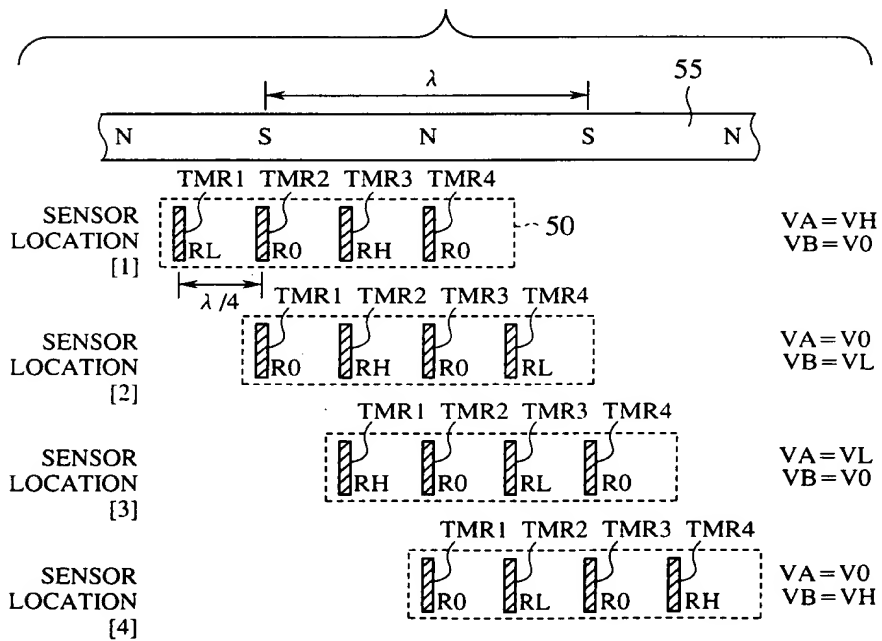 λ
55
N S N S N
TMR1 TMR2 TMR3 TMR4
SENSOR LOCATION [1]
RL R0 RH R0
50
VA=VH
VB=V0
λ/4
TMR1 TMR2 TMR3 TMR4
SENSOR LOCATION [2]
R0 RH R0 RL
VA=V0
VB=VL
TMR1 TMR2 TMR3 TMR4
SENSOR LOCATION [3]
RH R0 RL R0
VA=VL
VB=V0
TMR1 TMR2 TMR3 TMR4
SENSOR LOCATION [4]
R0 RL R0 RH
VA=V0
VB=VH